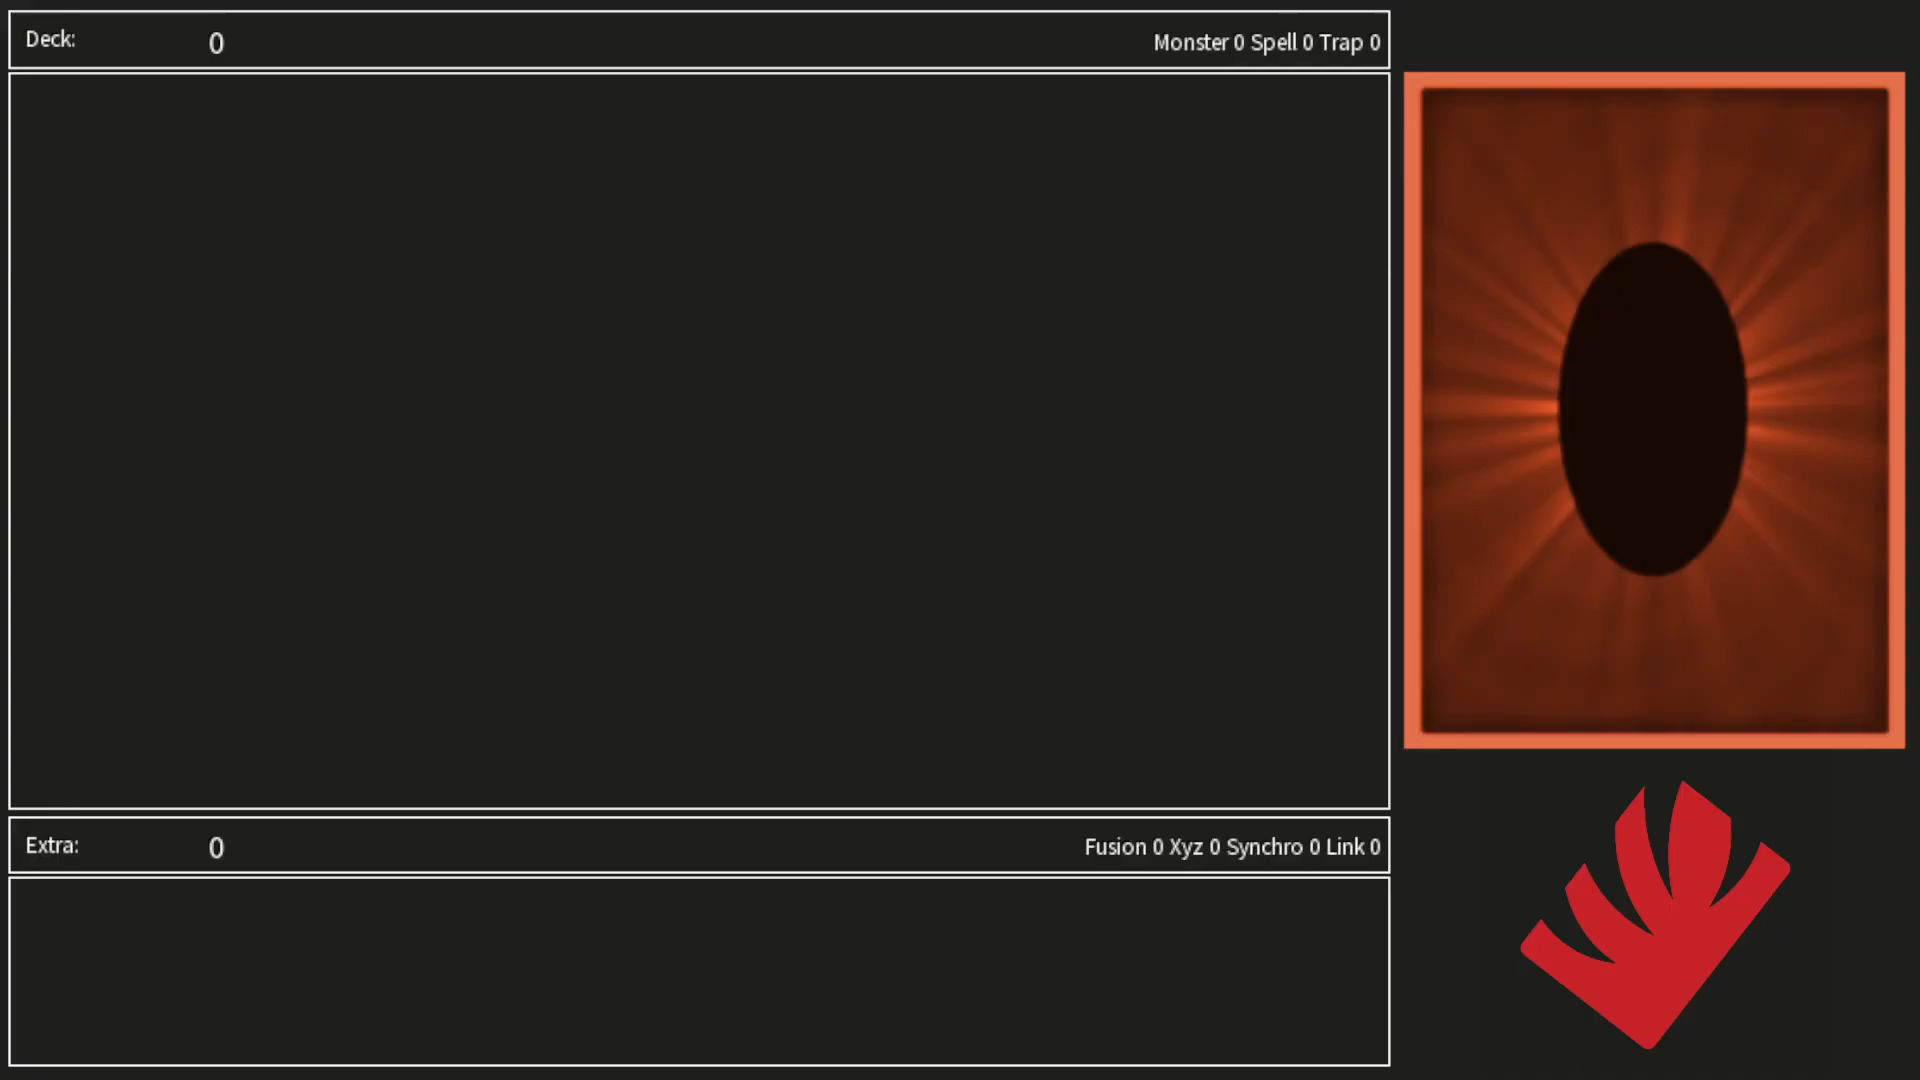 Deck: 0 Monster 0 Spell 0 Trap 0
Extra: 0 Fusion 0 Xyz 0 Synchro 0 Link 0